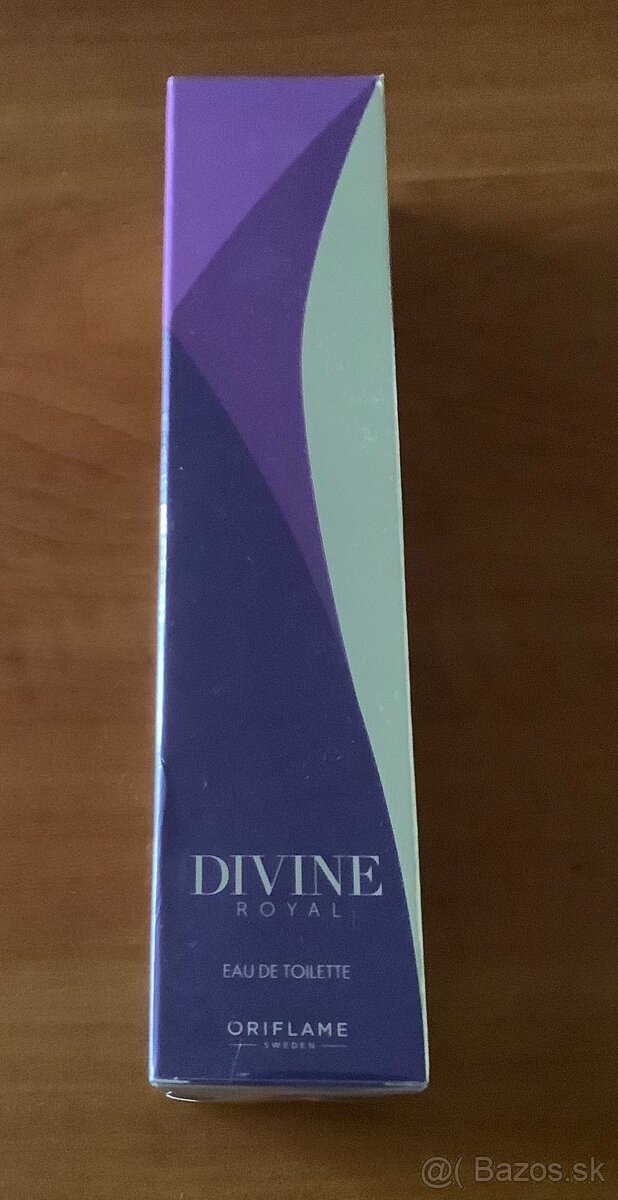 DIVINE
ROYAL
EAU DE TOILETTE
ORIFLAME
SWEDEN
@( Bazos.sk